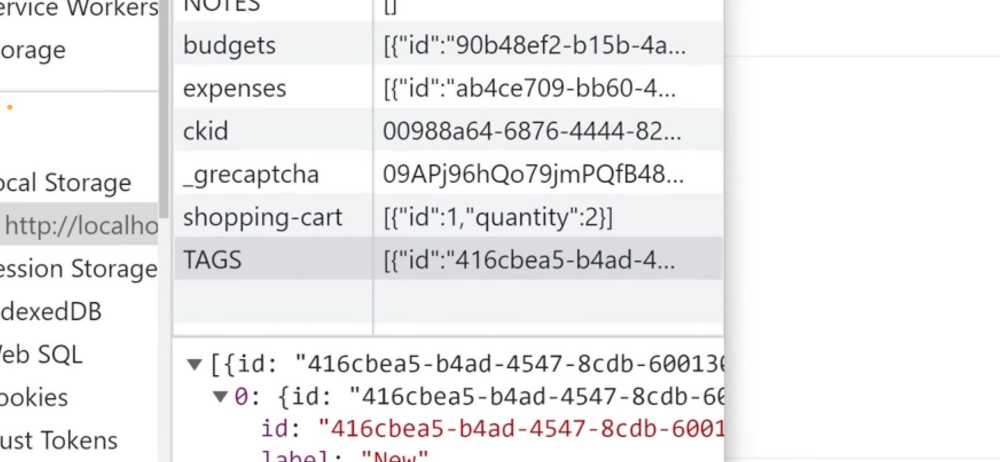 ervice Workers
orage
ocal Storage
http://localho
ession Storage
dexedDB
eb SQL
ookies
ust Tokens
NOTES []
budgets [{"id":"90b48ef2-b15b-4a...
expenses [{"id":"ab4ce709-bb60-4...
ckid 00988a64-6876-4444-82...
_grecaptcha 09APj96hQo79jmPQfB48...
shopping-cart [{"id":1,"quantity":2}]
TAGS [{"id":"416cbea5-b4ad-4...
▼[{id: "416cbea5-b4ad-4547-8cdb-60013
▼0: {id: "416cbea5-b4ad-4547-8cdb-60
id: "416cbea5-b4ad-4547-8cdb-6001
label: "New"